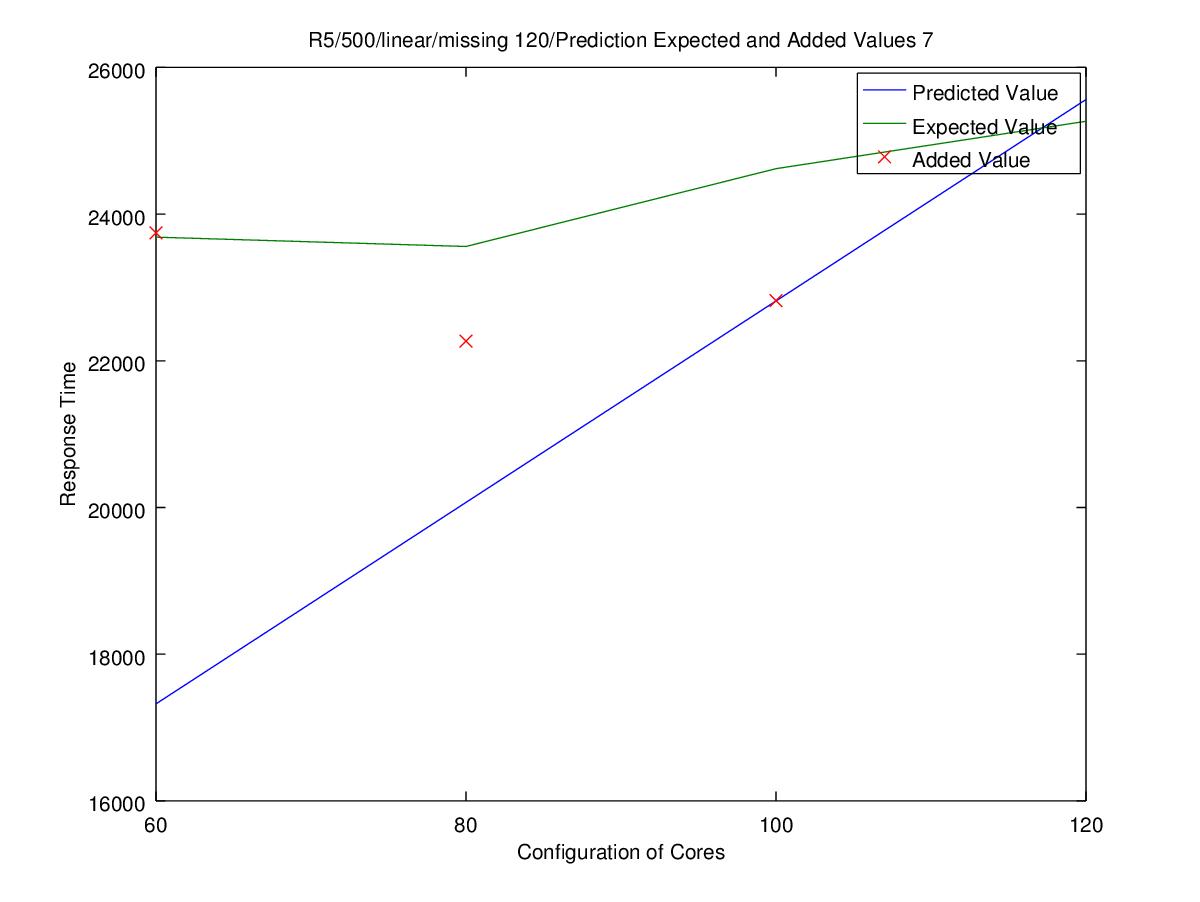 R5/500/linear/missing 120/Prediction Expected and Added Values 7
26000
24000
22000
20000
18000
16000
Response Time
Predicted Value
Expected Value
Added Value
60
80
100
120
Configuration of Cores